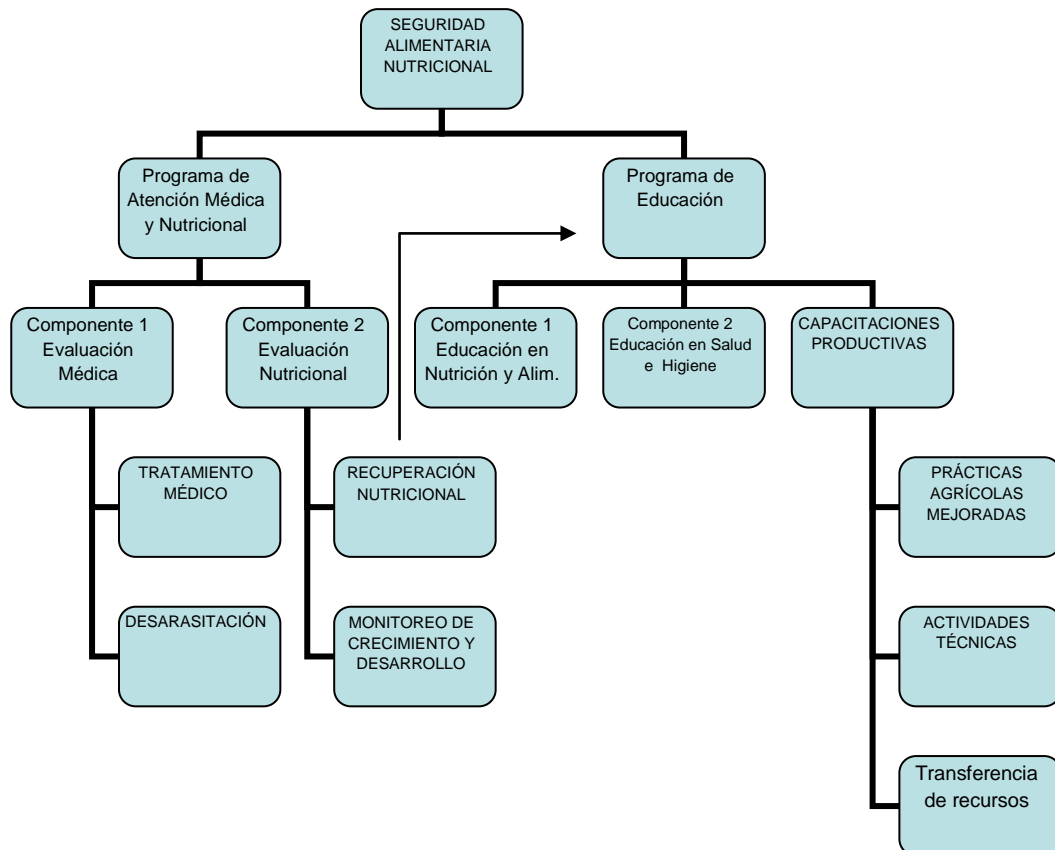 SEGURIDAD
ALIMENTARIA
NUTRICIONAL
Programa de
Atención Médica
y Nutricional
Programa de
Educación
Componente 1
Evaluación
Médica
Componente 2
Evaluación
Nutricional
Componente 1
Educación en
Nutrición y Alim.
Componente 2
Educación en Salud
e Higiene
CAPACITACIONES
PRODUCTIVAS
TRATAMIENTO
MÉDICO
RECUPERACIÓN
NUTRICIONAL
PRÁCTICAS
AGRÍCOLAS
MEJORADAS
DESARASITACIÓN
MONITOREO DE
CRECIMIENTO Y
DESARROLLO
ACTIVIDADES
TÉCNICAS
Transferencia
de recursos